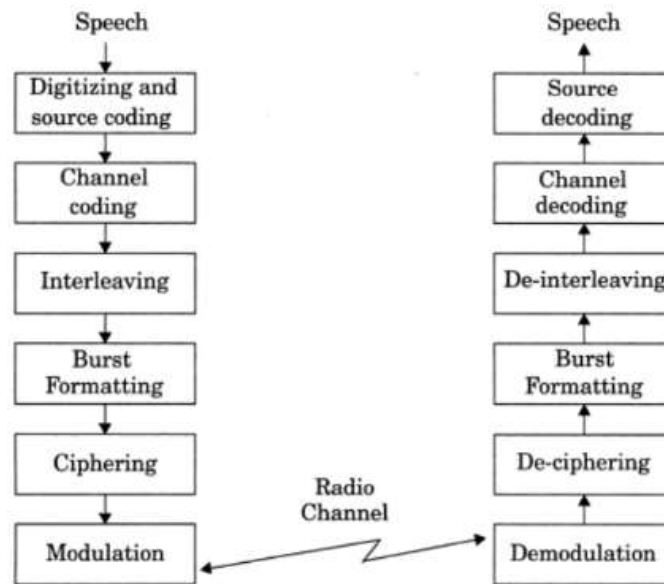 Speech
Digitizing and
source coding
Channel
coding
Interleaving
Burst
Formatting
Ciphering
Modulation
Radio
Channel
Speech
Source
decoding
Channel
decoding
De-interleaving
Burst
Formatting
De-ciphering
Demodulation